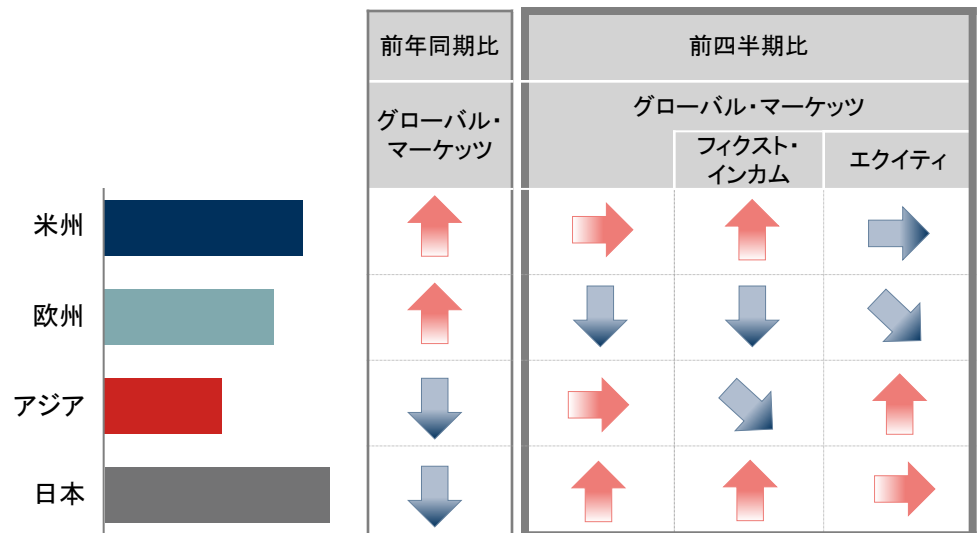 前年同期比
前四半期比
グローバル・
マーケッツ
グローバル・マーケッツ
フィクスト・
インカム
エクイティ
米州
欧州
アジア
日本